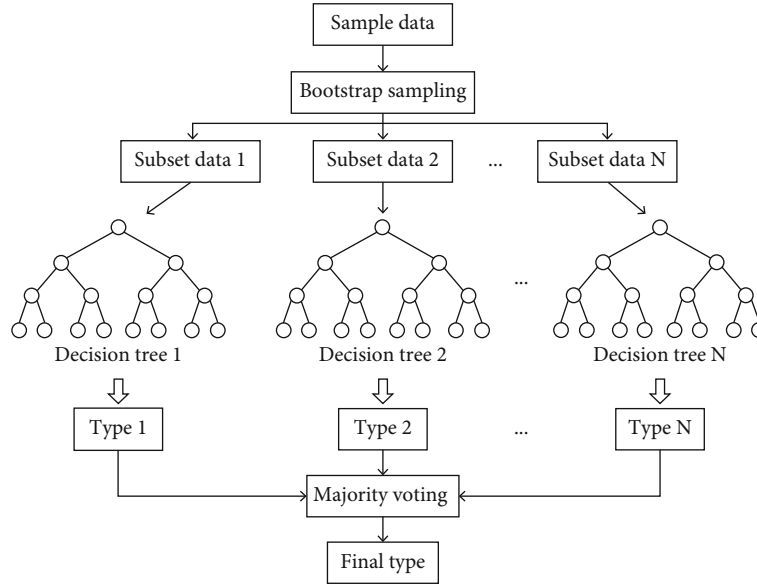 Sample data
Bootstrap sampling
Subset data 1
Subset data 2
...
Subset data N
...
Decision tree 1
Decision tree 2
Decision tree N
Type 1
Type 2
...
Type N
Majority voting
Final type